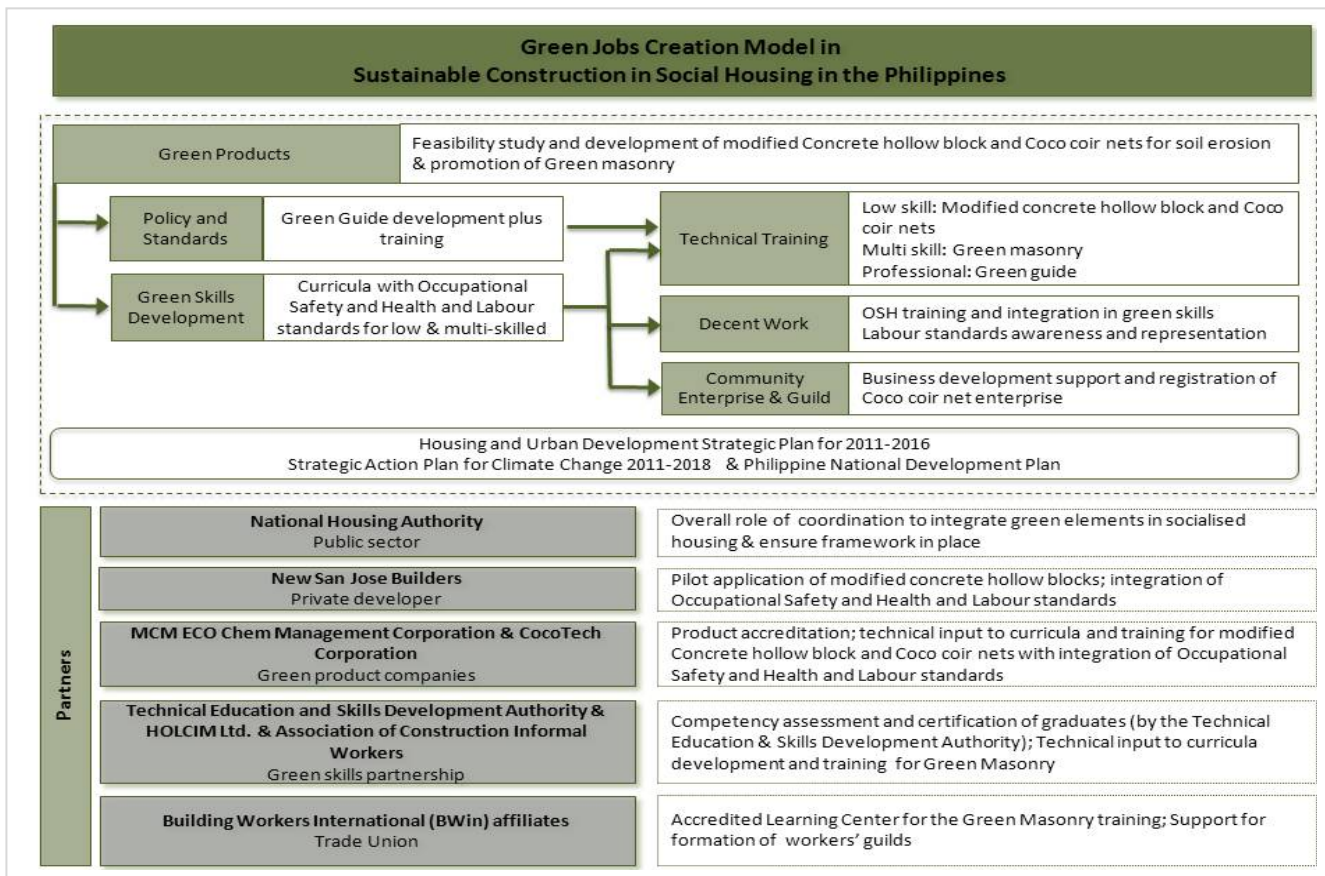 Green Jobs Creation Model in
Sustainable Construction in Social Housing in the Philippines
Green Products
Feasibility study and development of modified Concrete hollow block and Coco coir nets for soil erosion
& promotion of Green masonry
Policy and
Standards
Green Guide development plus
training
Technical Training
Low skill: Modified concrete hollow block and Coco
coir nets
Multi skill: Green masonry
Professional: Green guide
Green Skills
Development
Curricula with Occupational
Safety and Health and Labour
standards for low & multi-skilled
Decent Work
OSH training and integration in green skills
Labour standards awareness and representation
Community
Enterprise & Guild
Business development support and registration of
Coco coir net enterprise
Housing and Urban Development Strategic Plan for 2011-2016
Strategic Action Plan for Climate Change 2011-2018 & Philippine National Development Plan
Partners
National Housing Authority
Public sector
Overall role of coordination to integrate green elements in socialised
housing & ensure framework in place
New San Jose Builders
Private developer
Pilot application of modified concrete hollow blocks; integration of
Occupational Safety and Health and Labour standards
MCM ECO Chem Management Corporation & CocoTech
Corporation
Green product companies
Product accreditation; technical input to curricula and training for modified
Concrete hollow block and Coco coir nets with integration of Occupational
Safety and Health and Labour standards
Technical Education and Skills Development Authority &
HOLCIM Ltd. & Association of Construction Informal
Workers
Green skills partnership
Competency assessment and certification of graduates (by the Technical
Education & Skills Development Authority); Technical input to curricula
development and training for Green Masonry
Building Workers International (BWin) affiliates
Trade Union
Accredited Learning Center for the Green Masonry training; Support for
formation of workers' guilds